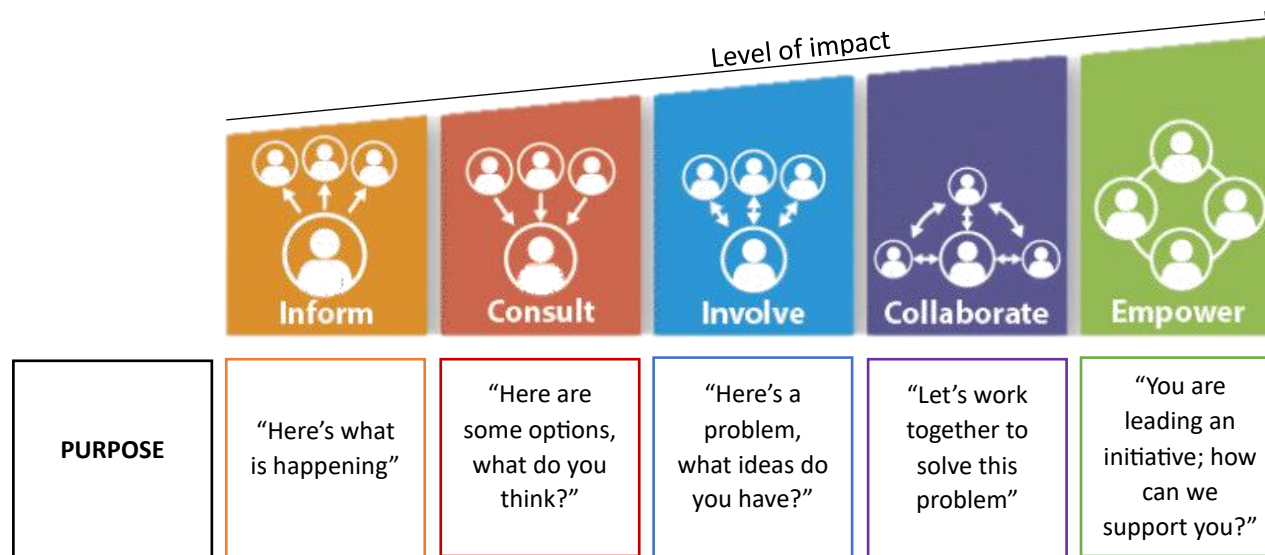 Level of impact
Inform
Consult
Involve
Collaborate
Empower
PURPOSE
“Here’s what
is happening”
“Here are
some options,
what do you
think?”
“Here’s a
problem,
what ideas do
you have?”
“Let’s work
together to
solve this
problem”
“You are
leading an
initiative; how
can we
support you?”